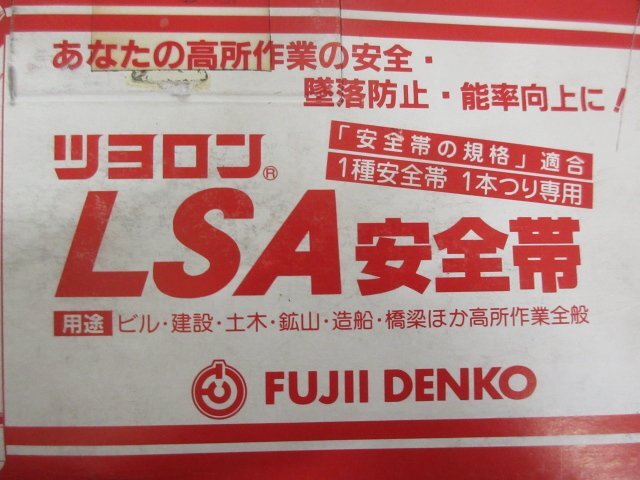 あなたの高所作業の安全・
墜落防止・能率向上に！
ツヨロン®
「安全帯の規格」適合
1種安全帯 1本つり専用
LSA安全帯
用途 ビル・建設・土木・鉱山・造船・橋梁ほか高所作業全般
FUJII DENKO